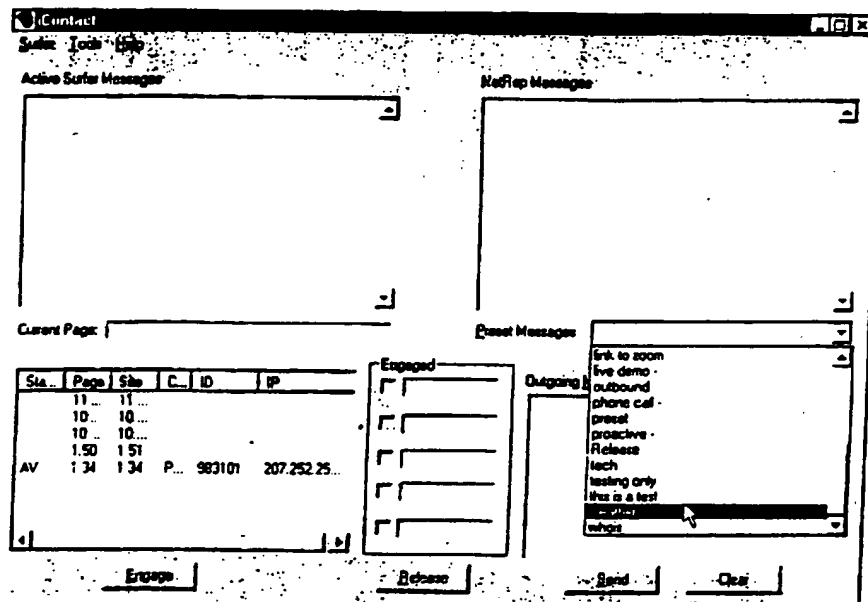 iContact
Surfer Tools Help
Active Surfer Messages
NetRep Messages
Current Page:
Preset Messages
link to zoom
live demo -
outbound
phone call -
preset
proactive -
Release
tech
testing only
this is a test
whois
Sta... Page Site C... ID IP
11 ... 11 ...
10... 10 ...
10 ... 10....
1.50 1 51
AV 1 34 1 34 P... 983101 207.252.25...
Engaged
Outgoing
Engage
Release
Send
Clear